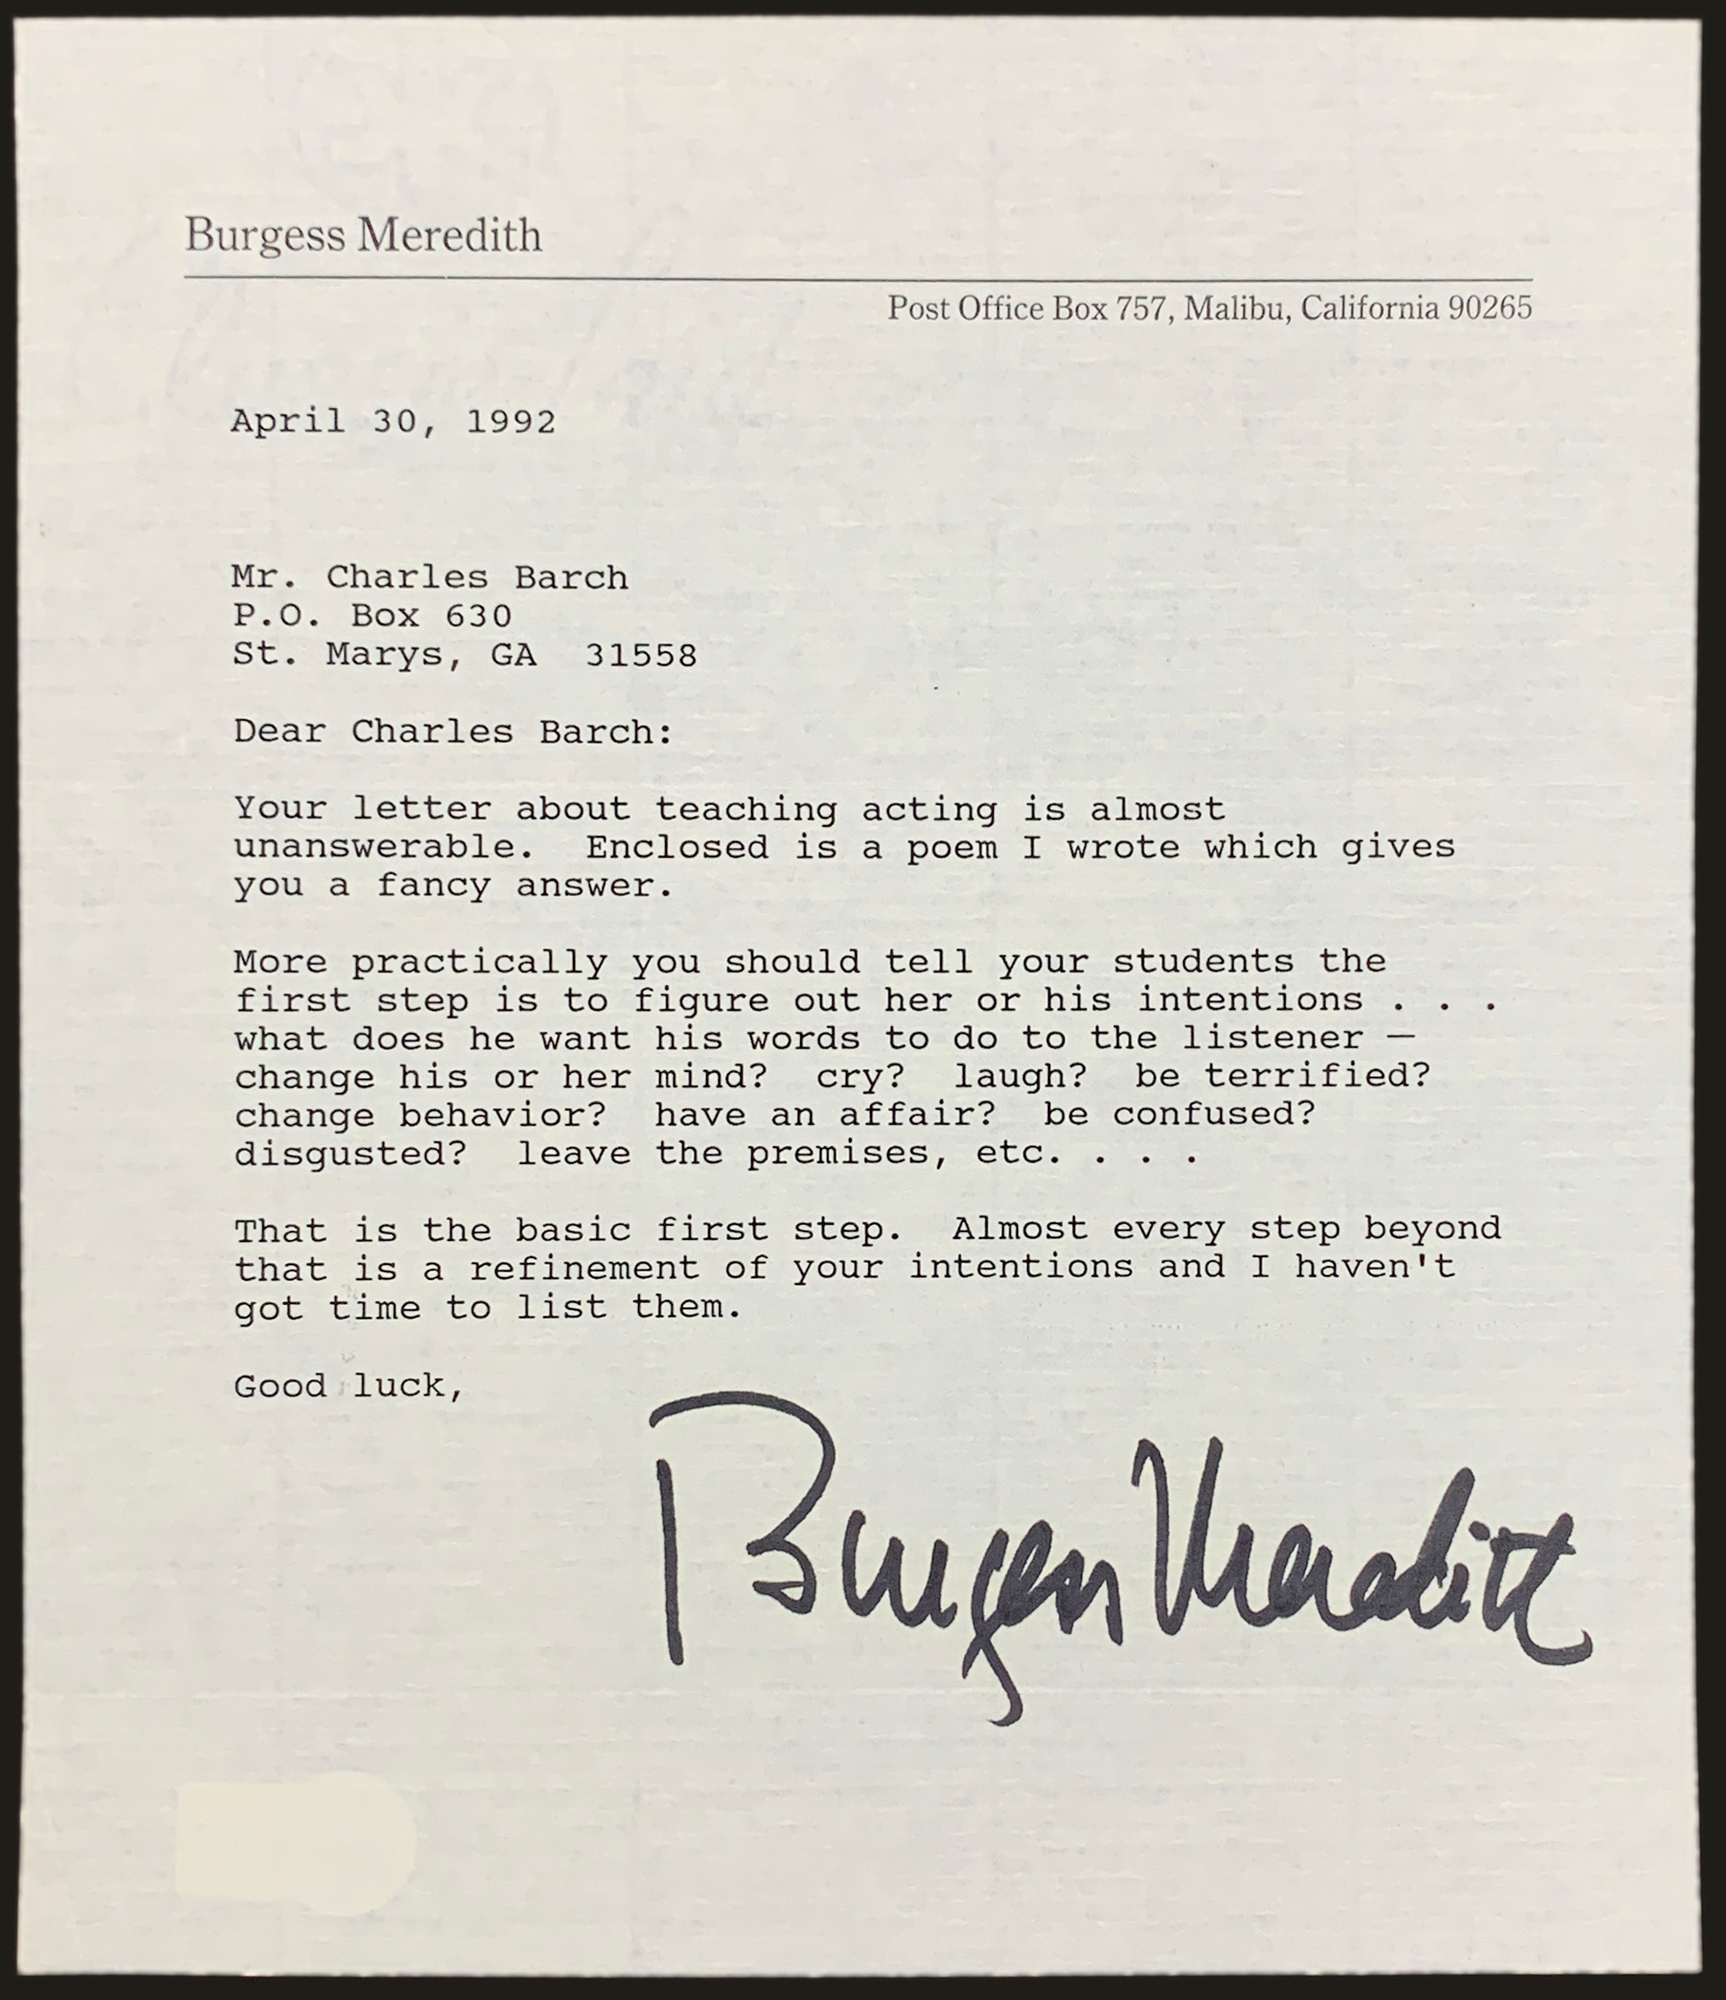 Burgess Meredith
Post Office Box 757, Malibu, California 90265
April 30, 1992
Mr. Charles Barch
P.O. Box 630
St. Marys, GA  31558
Dear Charles Barch:
Your letter about teaching acting is almost
unanswerable.  Enclosed is a poem I wrote which gives
you a fancy answer.
More practically you should tell your students the
first step is to figure out her or his intentions . . .
what does he want his words to do to the listener —
change his or her mind?  cry?  laugh?  be terrified?
change behavior?  have an affair?  be confused?
disgusted?  leave the premises, etc. . . .
That is the basic first step.  Almost every step beyond
that is a refinement of your intentions and I haven't
got time to list them.
Good luck,
Burgess Meredith